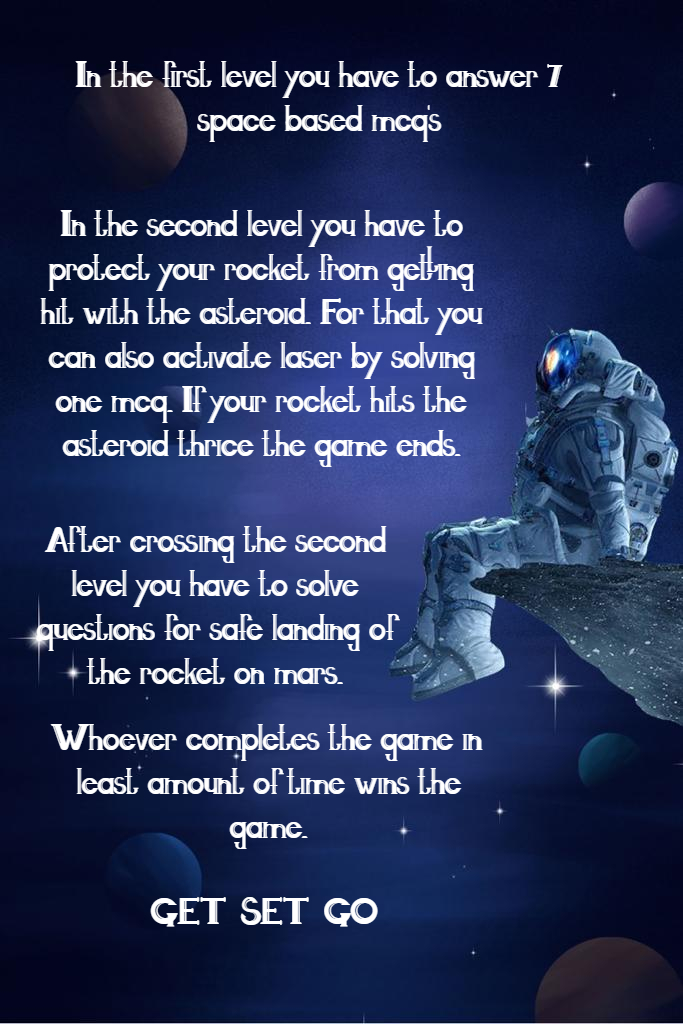 In the first level you have to answer 7
space based mcq's
In the second level you have to
protect your rocket from getting
hit with the asteroid. For that you
can also activate laser by solving
one mcq. If your rocket hits the
asteroid thrice the game ends.
After crossing the second
level you have to solve
questions for safe landing of
the rocket on mars.
Whoever completes the game in
least amount of time wins the
game.
GET SET GO